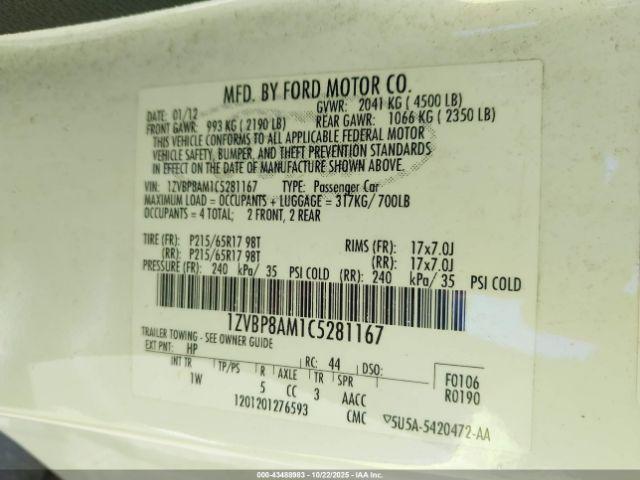 MFD. BY FORD MOTOR CO.
DATE: 01/12 GVWR: 2041 KG ( 4500 LB)
FRONT GAWR: 993 KG ( 2190 LB) REAR GAWR: 1066 KG ( 2350 LB)
THIS VEHICLE CONFORMS TO ALL APPLICABLE FEDERAL MOTOR
VEHICLE SAFETY, BUMPER, AND THEFT PREVENTION STANDARDS
IN EFFECT ON THE DATE OF MANUFACTURE SHOWN ABOVE.
VIN: 1ZVBP8AM1C5281167 TYPE: Passenger Car
MAXIMUM LOAD = OCCUPANTS + LUGGAGE = 317KG/ 700LB
OCCUPANTS = 4 TOTAL; 2 FRONT, 2 REAR
TIRE (FR): P215/65R17 98T RIMS (FR): 17x7.0J
(RR): P215/65R17 98T (RR): 17x7.0J
PRESSURE (FR): 240 kPa/ 35 PSI COLD (RR): 240 kPa/ 35 PSI COLD
1ZVBP8AM1C5281167
TRAILER TOWING - SEE OWNER GUIDE
EXT PNT: HP RC: 44 DSO:
INT TR TP/PS R AXLE TR SPR F0106
1W 5 CC 3 AACC R0190
1201201276593 CMC ▽5U5A-5420472-AA
000-43488983 - 10/22/2025 - IAA Inc.